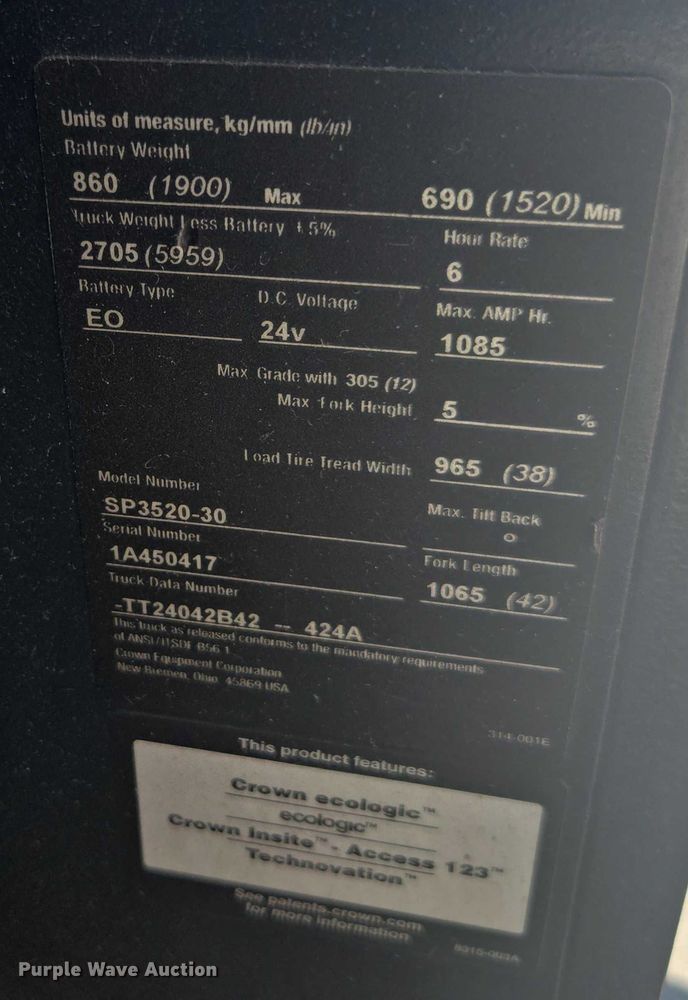 Units of measure, kg/mm (lb/in)
Battery Weight
860 (1900) Max 690 (1520) Min
Truck Weight Less Battery ± 5% Hour Rate
2705 (5959) 6
Battery Type D.C. Voltage Max. AMP Hr.
EO 24v 1085
Max. Grade with 305 (12)
Max Fork Height 5 %
Load Tire Tread Width 965 (38)
Model Number Max. Tilt Back
SP3520-30 o
Serial Number Fork Length
1A450417 1065 (42)
Truck Data Number
-TT24042B42 -- 424A
This truck as released conforms to the mandatory requirements
of ANSI/ITSDF B56.1
Crown Equipment Corporation
New Bremen, Ohio 45869 USA
314-001E
This product features:
Crown ecologic™
ecologic™
Crown Insite™ - Access 123™
Technovation™
See patents.crown.com
for more information
Purple Wave Auction